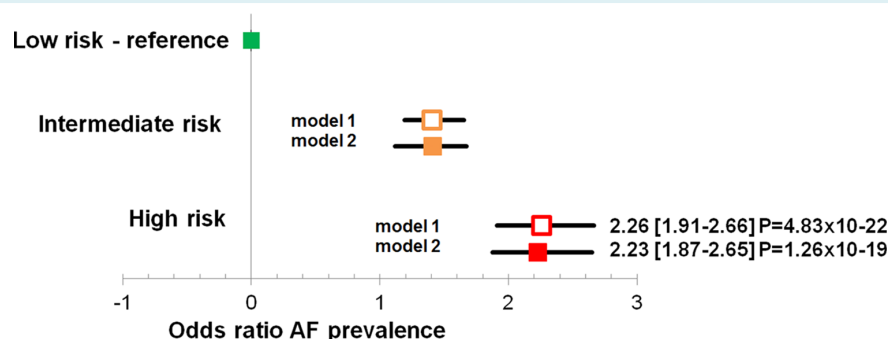 Low risk - reference
Intermediate risk
model 1
model 2
High risk
model 1
model 2
2.26 [1.91-2.66] P=4.83x10-22
2.23 [1.87-2.65] P=1.26x10-19
-1 0 1 2 3
Odds ratio AF prevalence